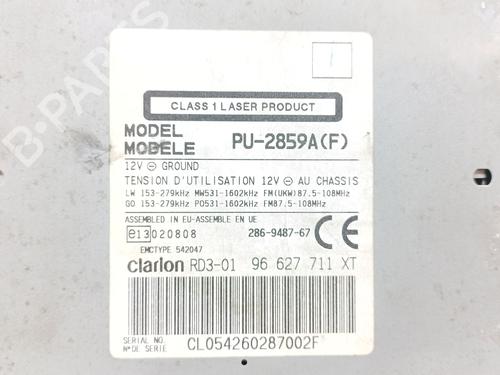 CLASS 1 LASER PRODUCT
MODEL
MOBELE PU-2859A(F)
12V ⊖ GROUND
TENSION D'UTILISATION 12V ⊖ AU CHASSIS
LW 153-279kHz MW531-1602kHz FM(UKW)87.5-108MHz
GO 153-279kHz PO531-1602kHz FM87.5-108MHz
ASSEMBLED IN EU-ASSEMBLE EN UE
e13 020808 286-9487-67 CE
EMCTYPE 542047
clarion RD3-01 96 627 711 XT
SERIAL NO.
Nº DE SERIE CL054260287002F
B-PARTS